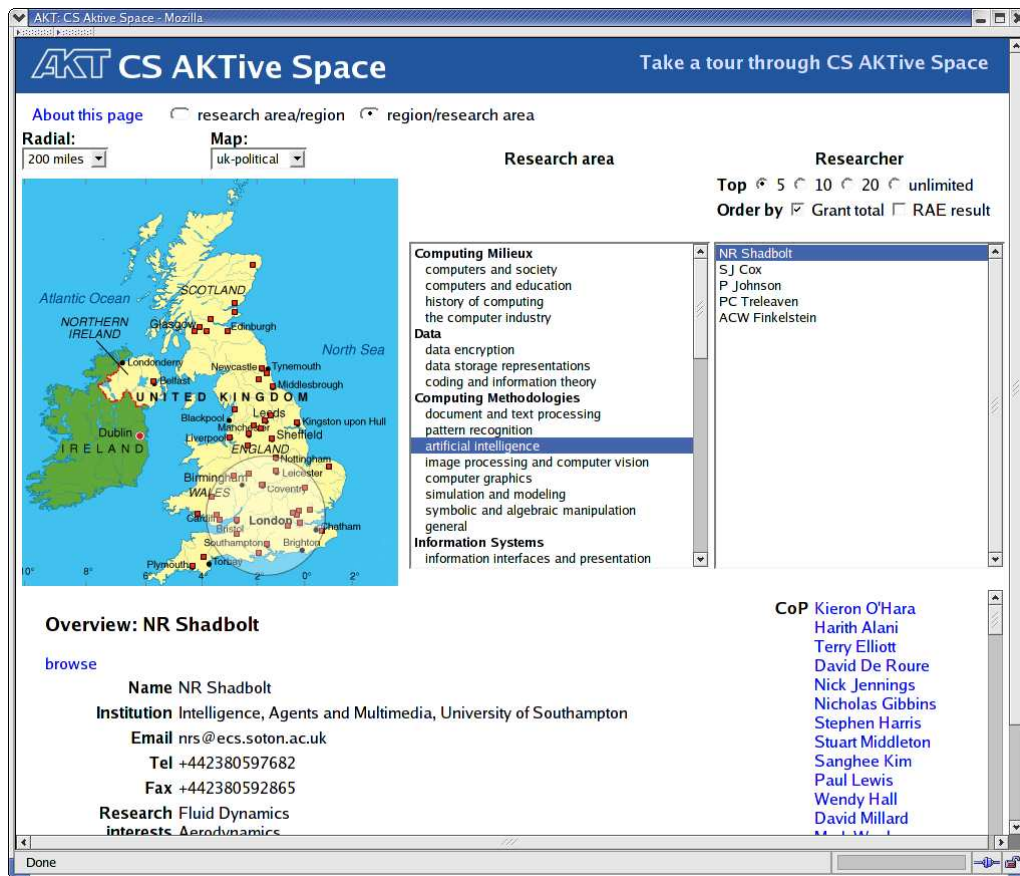 AKT: CS Aktive Space - Mozilla
AKT CS AKTive Space
Take a tour through CS AKTive Space
About this page
research area/region
region/research area
Radial:
200 miles
Map:
uk-political
Research area
Researcher
Top 5 10 20 unlimited
Order by Grant total RAE result
Atlantic Ocean
SCOTLAND
NORTHERN
IRELAND
Glasgow
Edinburgh
North Sea
Londonderry
Belfast
Newcastle
Tynemouth
Middlesbrough
UNITED KINGDOM
Blackpool
Leeds
Kingston upon Hull
Manchester
Liverpool
Sheffield
Dublin
IRELAND
ENGLAND
Nottingham
Birmingham
Leicester
WALES
Coventry
Cardiff
London
Bristol
Chatham
Southampton
Brighton
Plymouth
Torbay
10°
8°
6°
4°
2°
0°
2°
Computing Milieux
computers and society
computers and education
history of computing
the computer industry
Data
data encryption
data storage representations
coding and information theory
Computing Methodologies
document and text processing
pattern recognition
artificial intelligence
image processing and computer vision
computer graphics
simulation and modeling
symbolic and algebraic manipulation
general
Information Systems
information interfaces and presentation
NR Shadbolt
SJ Cox
P Johnson
PC Treleaven
ACW Finkelstein
Overview: NR Shadbolt
browse
Name NR Shadbolt
Institution Intelligence, Agents and Multimedia, University of Southampton
Email nrs@ecs.soton.ac.uk
Tel +442380597682
Fax +442380592865
Research Fluid Dynamics
interests Aerodynamics
CoP Kieron O'Hara
Harith Alani
Terry Elliott
David De Roure
Nick Jennings
Nicholas Gibbins
Stephen Harris
Stuart Middleton
Sanghee Kim
Paul Lewis
Wendy Hall
David Millard
Done